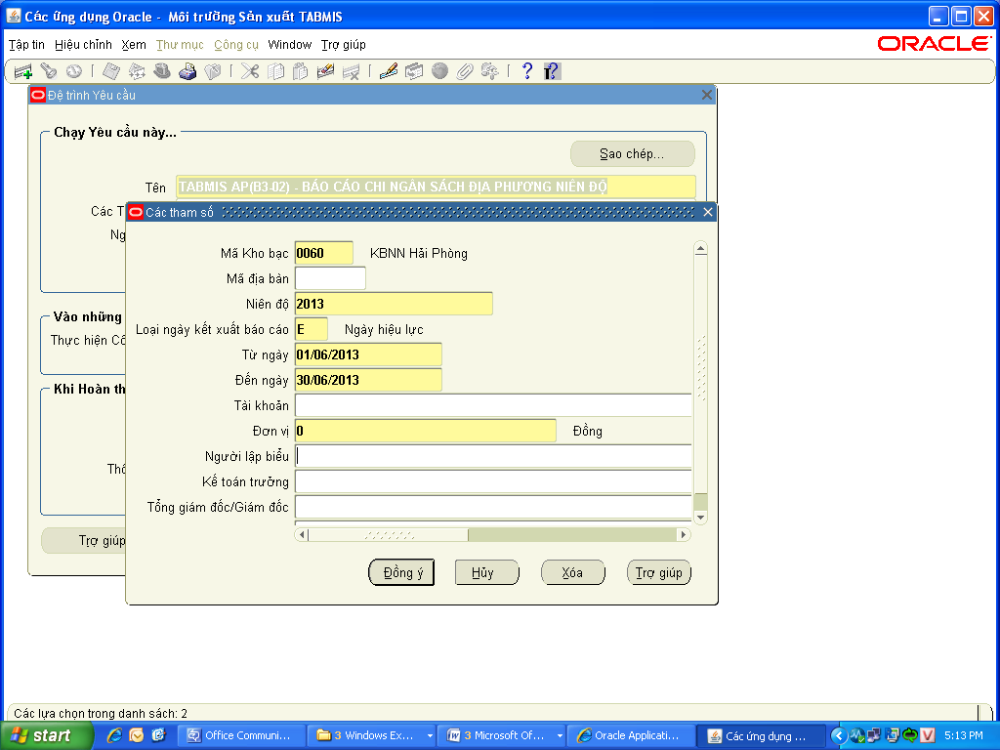 Các ứng dụng Oracle - Môi trường Sản xuất TABMIS
Tập tin Hiệu chỉnh Xem Thư mục Công cụ Window Trợ giúp
ORACLE
Đệ trình Yêu cầu
Chạy Yêu cầu này...
Sao chép...
Tên TABMIS AP(B3-02) - BÁO CÁO CHI NGÂN SÁCH ĐỊA PHƯƠNG NIÊN ĐỘ
Các T
Ng
Các tham số
Mã Kho bạc 0060 KBNN Hải Phòng
Mã địa bàn
Niên độ 2013
Loại ngày kết xuất báo cáo E Ngày hiệu lực
Từ ngày 01/06/2013
Đến ngày 30/06/2013
Tài khoản
Đơn vị 0 Đồng
Người lập biểu
Kế toán trưởng
Tổng giám đốc/Giám đốc
Vào những
Thực hiện Cô
Khi Hoàn th
Thô
Trợ giúp
Đồng ý Hủy Xóa Trợ giúp
Các lựa chọn trong danh sách: 2
start Office Communi... 3 Windows Ex... 3 Microsoft Of... Oracle Applicati... Các ứng dụng ... 5:13 PM